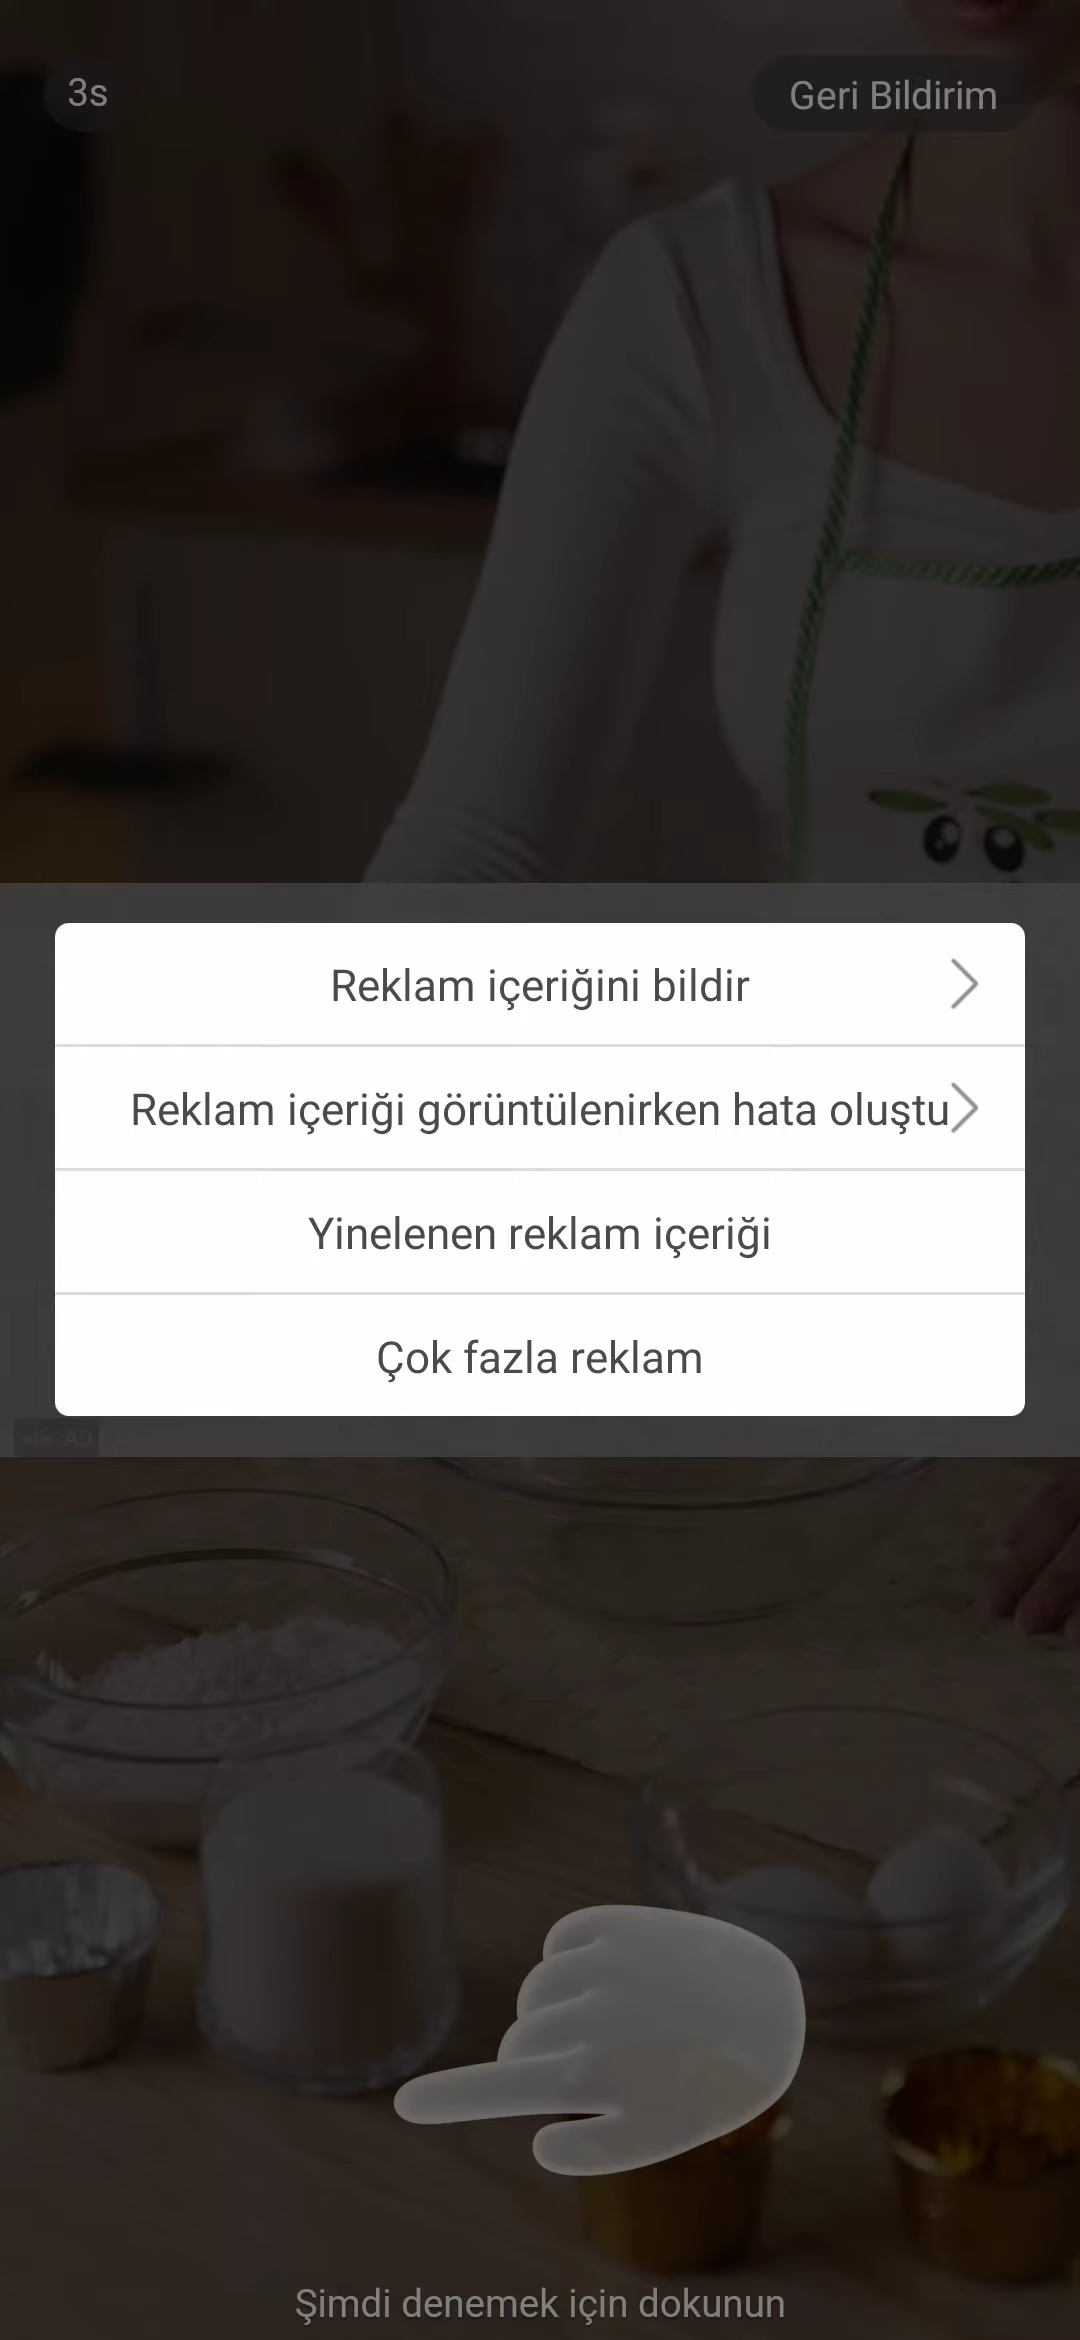 3s
Geri Bildirim
Reklam içeriğini bildir
Reklam içeriği görüntülenirken hata oluştu
Yinelenen reklam içeriği
Çok fazla reklam
AD
Şimdi denemek için dokunun